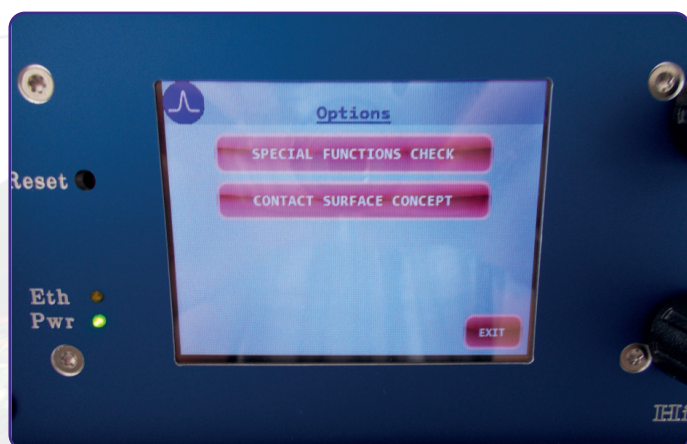 Options
SPECIAL FUNCTIONS CHECK
CONTACT SURFACE CONCEPT
Reset
Eth
Pwr
EXIT